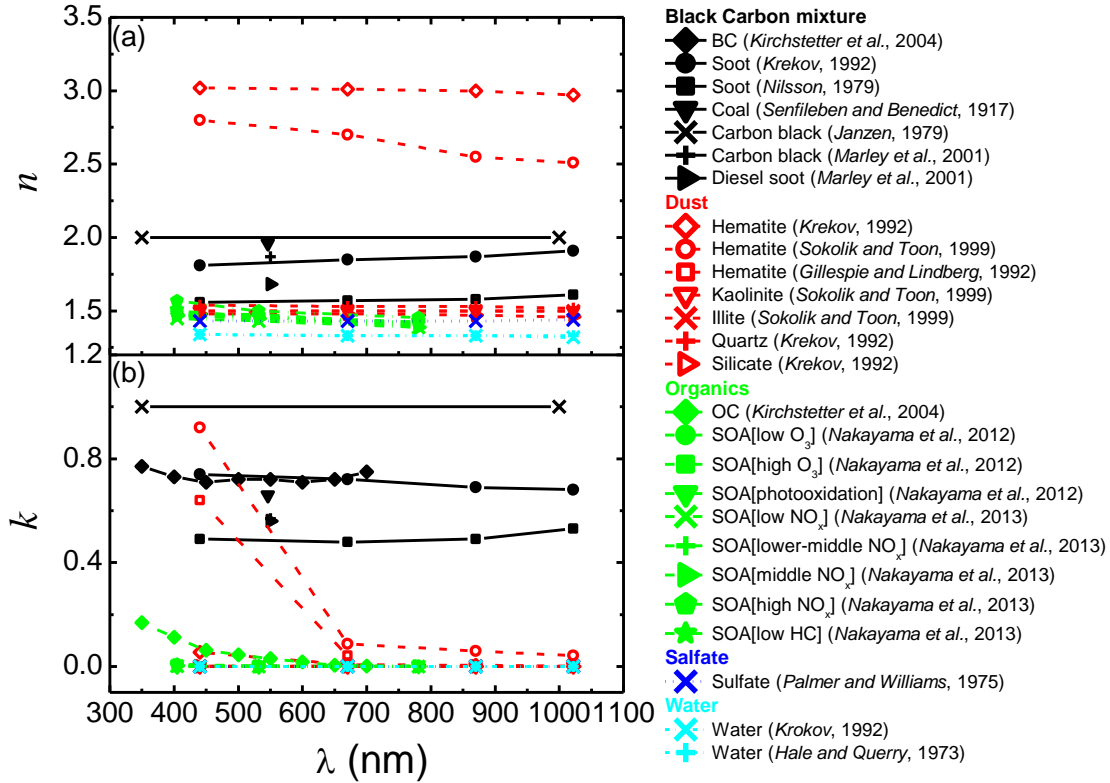 (a)
3.5
3.0
2.5
2.0
1.5
1.2
n
(b)
0.8
0.4
0.0
k
300 400 500 600 700 800 900 1000 1100
λ (nm)
Black Carbon mixture
BC (Kirchstetter et al., 2004)
Soot (Krekov, 1992)
Soot (Nilsson, 1979)
Coal (Senfileben and Benedict, 1917)
Carbon black (Janzen, 1979)
Carbon black (Marley et al., 2001)
Diesel soot (Marley et al., 2001)
Dust
Hematite (Krekov, 1992)
Hematite (Sokolik and Toon, 1999)
Hematite (Gillespie and Lindberg, 1992)
Kaolinite (Sokolik and Toon, 1999)
Illite (Sokolik and Toon, 1999)
Quartz (Krekov, 1992)
Silicate (Krekov, 1992)
Organics
OC (Kirchstetter et al., 2004)
SOA[low O3] (Nakayama et al., 2012)
SOA[high O3] (Nakayama et al., 2012)
SOA[photooxidation] (Nakayama et al., 2012)
SOA[low NOx] (Nakayama et al., 2013)
SOA[lower-middle NOx] (Nakayama et al., 2013)
SOA[middle NOx] (Nakayama et al., 2013)
SOA[high NOx] (Nakayama et al., 2013)
SOA[low HC] (Nakayama et al., 2013)
Salfate
Sulfate (Palmer and Williams, 1975)
Water
Water (Krokov, 1992)
Water (Hale and Querry, 1973)